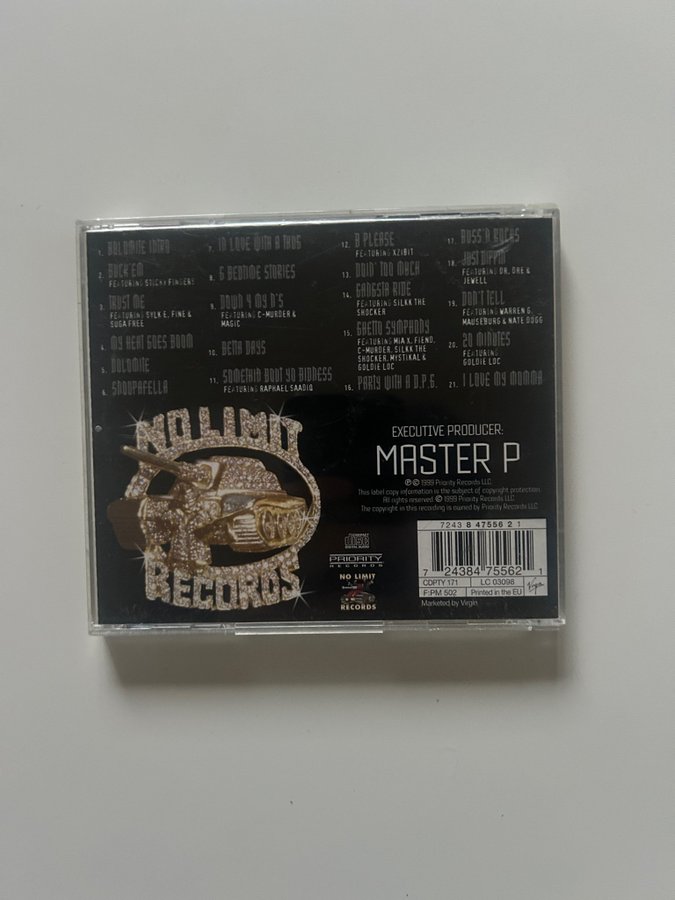 1. DOLOMITE INTRO
2. BUCK'EM
FEATURING STICKY FINGERS
3. TRUST ME
FEATURING SYLK E. FINE &
SUGA FREE
4. MY HEAT GOES BOOM
5. DOLOMITE
6. SNOOPAFELLA
7. IN LOVE WITH A THUG
8. G BEDTIME STORIES
9. DOWN 4 MY N'S
FEATURING C-MURDER &
MAGIC
10. BETTA DAYS
11. SOMETHIN BOUT YO BIDNESS
FEATURING RAPHAEL SAADIQ
12. B PLEASE
FEATURING XZIBIT
13. DOIN' TOO MUCH
14. GANGSTA RIDE
FEATURING SILKK THE
SHOCKER
15. GHETTO SYMPHONY
FEATURING MIA X, FIEND,
C-MURDER, SILKK THE
SHOCKER, MYSTIKAL &
GOLDIE LOC
16. PARTY WITH A D.P.G.
17. BUSS'N ROCKS
18. JUST DIPPIN'
FEATURING DR. DRE &
JEWELL
19. DON'T TELL
FEATURING WARREN G,
MAUSEBURG & NATE DOGG
20. 20 MINUTES
FEATURING
GOLDIE LOC
21. I LOVE MY MOMMA
NO LIMIT
RECORDS
EXECUTIVE PRODUCER:
MASTER P
℗ © 1999 Priority Records LLC
This label copy information is the subject of copyright protection.
All rights reserved. © 1999 Priority Records LLC
The copyright in this recording is owned by Priority Records LLC
COMPACT
disc
DIGITAL AUDIO
PRIORITY
RECORDS
NO LIMIT
RECORDS
7243 8 47556 2 1
7 24384 75562 1
CDPTY 171 LC 03098
F:PM 502 Printed in the EU
Virgin
Marketed by Virgin